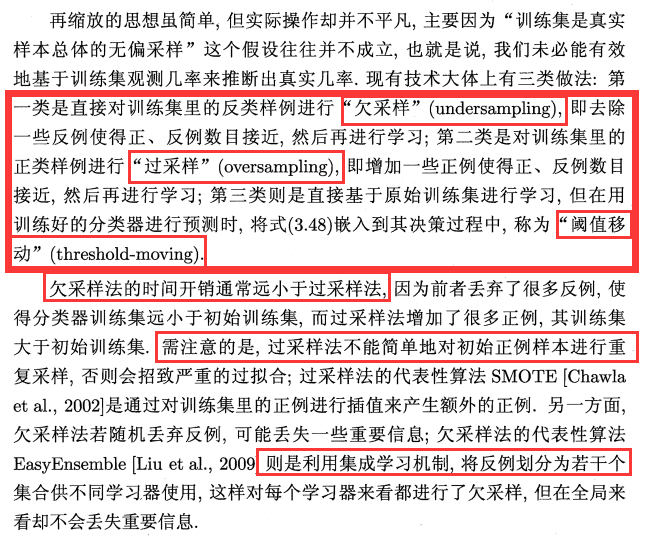 再缩放的思想虽简单, 但实际操作却并不平凡, 主要因为“训练集是真实
样本总体的无偏采样”这个假设往往并不成立, 也就是说, 我们未必能有效
地基于训练集观测几率来推断出真实几率. 现有技术大体上有三类做法: 第
一类是直接对训练集里的反类样例进行“欠采样”(undersampling), 即去除
一些反例使得正、反例数目接近, 然后再进行学习; 第二类是对训练集里的
正类样例进行“过采样”(oversampling), 即增加一些正例使得正、反例数目
接近, 然后再进行学习; 第三类则是直接基于原始训练集进行学习, 但在用
训练好的分类器进行预测时, 将式(3.48)嵌入到其决策过程中, 称为“阈值移
动”(threshold-moving).
欠采样法的时间开销通常远小于过采样法, 因为前者丢弃了很多反例, 使
得分类器训练集远小于初始训练集, 而过采样法增加了很多正例, 其训练集
大于初始训练集. 需注意的是, 过采样法不能简单地对初始正例样本进行重
复采样, 否则会招致严重的过拟合; 过采样法的代表性算法 SMOTE [Chawla
et al., 2002]是通过对训练集里的正例进行插值来产生额外的正例. 另一方面,
欠采样法若随机丢弃反例, 可能丢失一些重要信息; 欠采样法的代表性算法
EasyEnsemble [Liu et al., 2009 则是利用集成学习机制, 将反例划分为若干个
集合供不同学习器使用, 这样对每个学习器来看都进行了欠采样, 但在全局来
看却不会丢失重要信息.